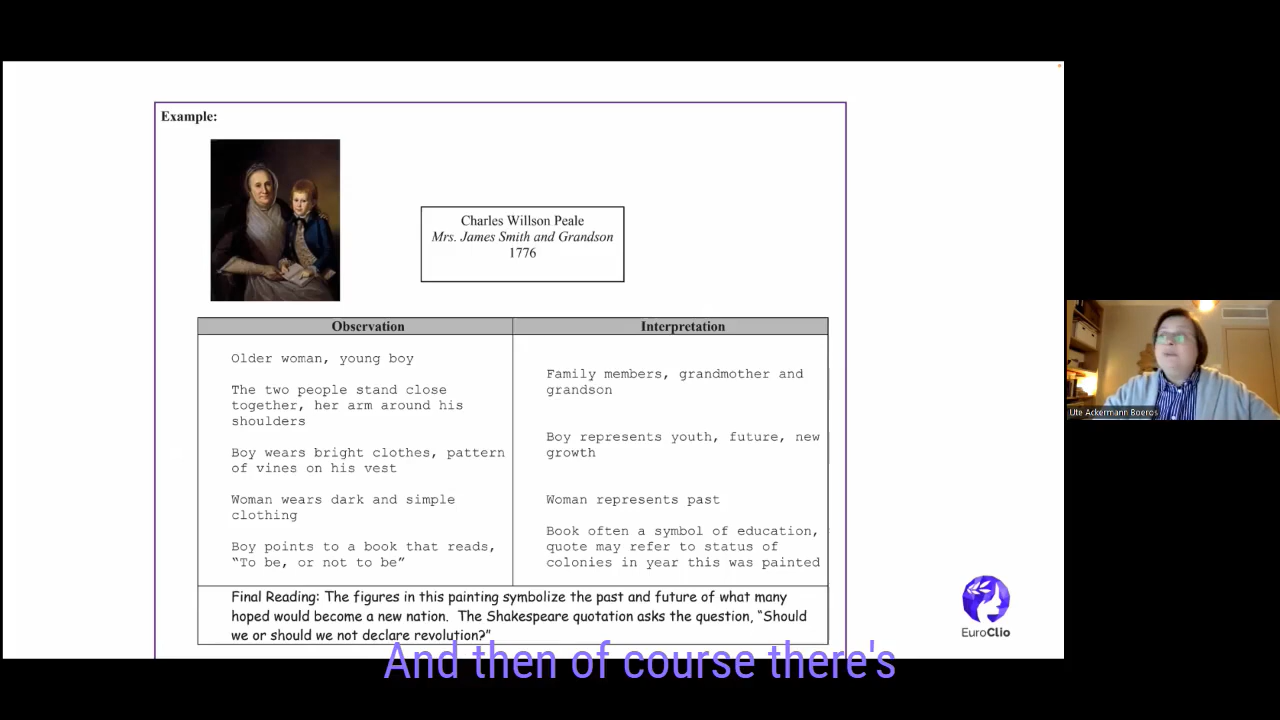 Example:
Charles Willson Peale
Mrs. James Smith and Grandson
1776
Observation
Interpretation
Older woman, young boy
The two people stand close
together, her arm around his
shoulders
Boy wears bright clothes, pattern
of vines on his vest
Woman wears dark and simple
clothing
Boy points to a book that reads,
“To be, or not to be”
Family members, grandmother and
grandson
Boy represents youth, future, new
growth
Woman represents past
Book often a symbol of education,
quote may refer to status of
colonies in year this was painted
Final Reading: The figures in this painting symbolize the past and future of what many
hoped would become a new nation. The Shakespeare quotation asks the question, “Should
we or should we not declare revolution?”
EuroClio
Ute Ackermann Boeros
And then of course there's